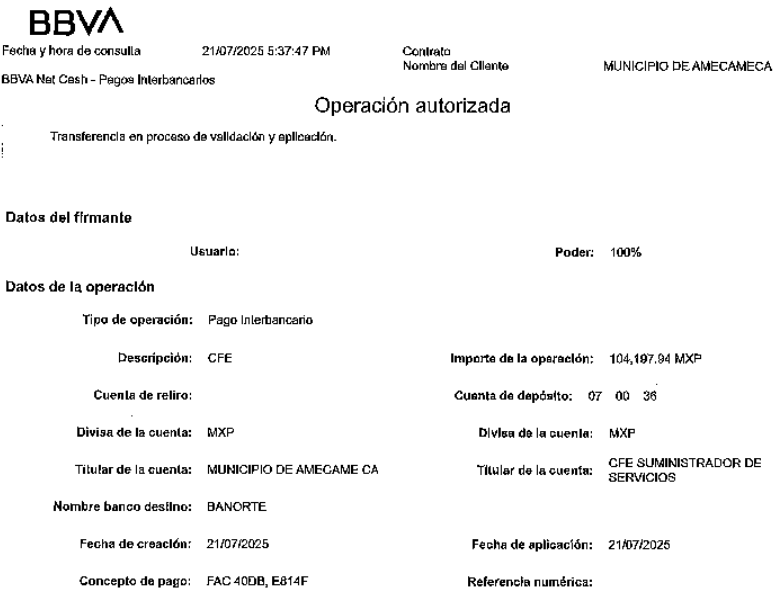 BBVA
Fecha y hora de consulta 21/07/2025 5:37:47 PM Contrato
Nombre del Cliente MUNICIPIO DE AMECAMECA
BBVA Net Cash - Pagos Interbancarios
Operación autorizada
Transferencia en proceso de validación y aplicación.
Datos del firmante
Usuario: Poder: 100%
Datos de la operación
Tipo de operación: Pago Interbancario
Descripción: CFE Importe de la operación: 104,197.94 MXP
Cuenta de retiro: Cuenta de depósito: 07 00 36
Divisa de la cuenta: MXP Divisa de la cuenta: MXP
Titular de la cuenta: MUNICIPIO DE AMECAME CA Titular de la cuenta: CFE SUMINISTRADOR DE
SERVICIOS
Nombre banco destino: BANORTE
Fecha de creación: 21/07/2025 Fecha de aplicación: 21/07/2025
Concepto de pago: FAC 40DB, E814F Referencia numérica: